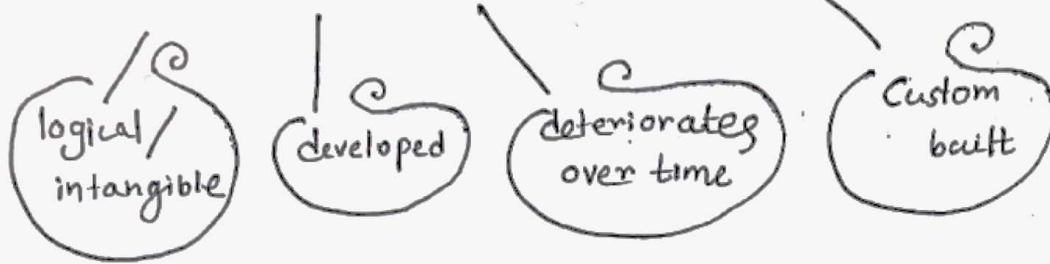 logical/
intangible
developed
deteriorates
over time
Custom
built